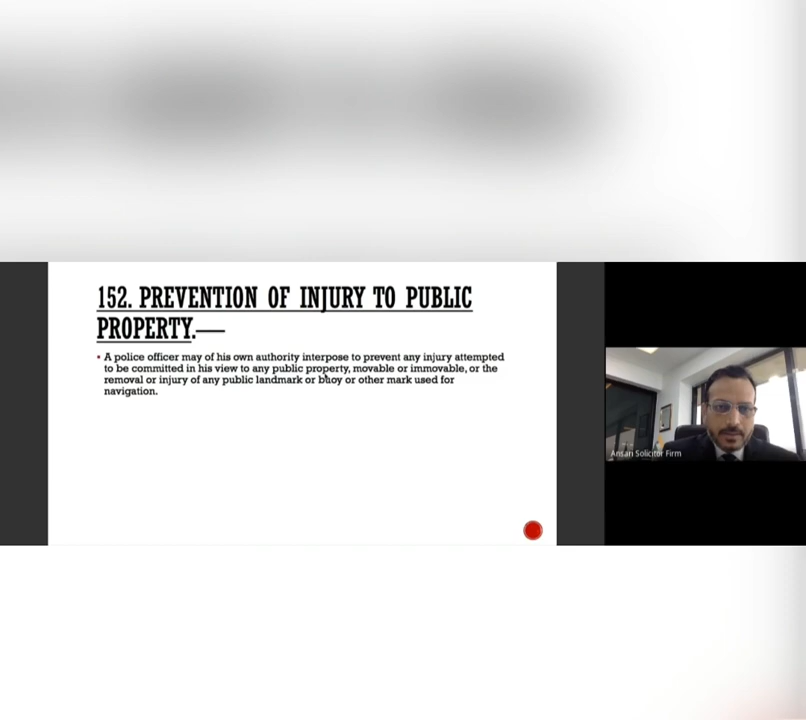 152. PREVENTION OF INJURY TO PUBLIC
PROPERTY.—
• A police officer may of his own authority interpose to prevent any injury attempted
to be committed in his view to any public property, movable or immovable, or the
removal or injury of any public landmark or buoy or other mark used for
navigation.
Ansari Solicitor Firm